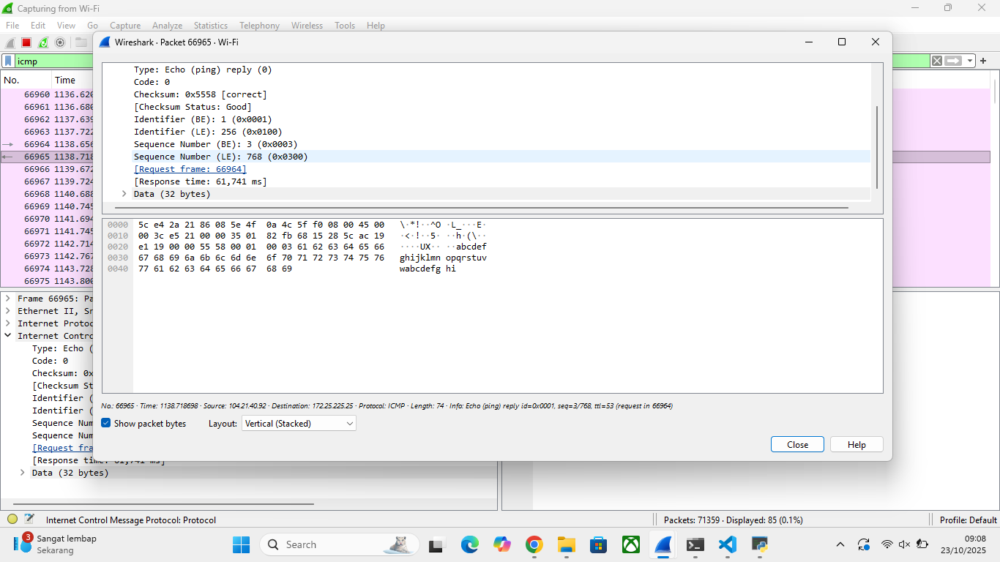 Capturing from Wi-Fi
File Edit View Go Capture Analyze Statistics Telephony Wireless Tools Help
Wireshark · Packet 66965 · Wi-Fi
icmp
No. Time
66960 1136.620
66961 1136.680
66962 1137.639
66963 1137.722
66964 1138.656
66965 1138.718
66966 1139.672
66967 1139.724
66968 1140.688
66969 1140.745
66970 1141.694
66971 1141.745
66972 1142.714
66973 1142.767
66974 1143.728
66975 1143.800
Type: Echo (ping) reply (0)
Code: 0
Checksum: 0x5558 [correct]
[Checksum Status: Good]
Identifier (BE): 1 (0x0001)
Identifier (LE): 256 (0x0100)
Sequence Number (BE): 3 (0x0003)
Sequence Number (LE): 768 (0x0300)
[Request frame: 66964]
[Response time: 61,741 ms]
Data (32 bytes)
0000 5c e4 2a 21 86 08 5e 4f 0a 4c 5f f0 08 00 45 00 \·*!··^O ·L_···E·
0010 00 3c e5 21 00 00 35 01 82 fb 68 15 28 5c ac 19 ·<·!··5· ··h·(\··
0020 e1 19 00 00 55 58 00 01 00 03 61 62 63 64 65 66 ····UX·· ··abcdef
0030 67 68 69 6a 6b 6c 6d 6e 6f 70 71 72 73 74 75 76 ghijklmn opqrstuv
0040 77 61 62 63 64 65 66 67 68 69 wabcdefg hi
No.: 66965 · Time: 1138.718698 · Source: 104.21.40.92 · Destination: 172.25.225.25 · Protocol: ICMP · Length: 74 · Info: Echo (ping) reply id=0x0001, seq=3/768, ttl=53 (request in 66964)
Show packet bytes Layout: Vertical (Stacked)
Close Help
Frame 66965: Pa
Ethernet II, Sr
Internet Protoc
Internet Contro
Type: Echo (
Code: 0
Checksum: 0x
[Checksum St
Identifier (
Identifier (
Sequence Num
Sequence Num
[Request fra
[Response time: 61,741 ms]
Data (32 bytes)
Internet Control Message Protocol: Protocol
Packets: 71359 · Displayed: 85 (0.1%)
Profile: Default
3
Sangat lembap
Sekarang
Search
09:08
23/10/2025